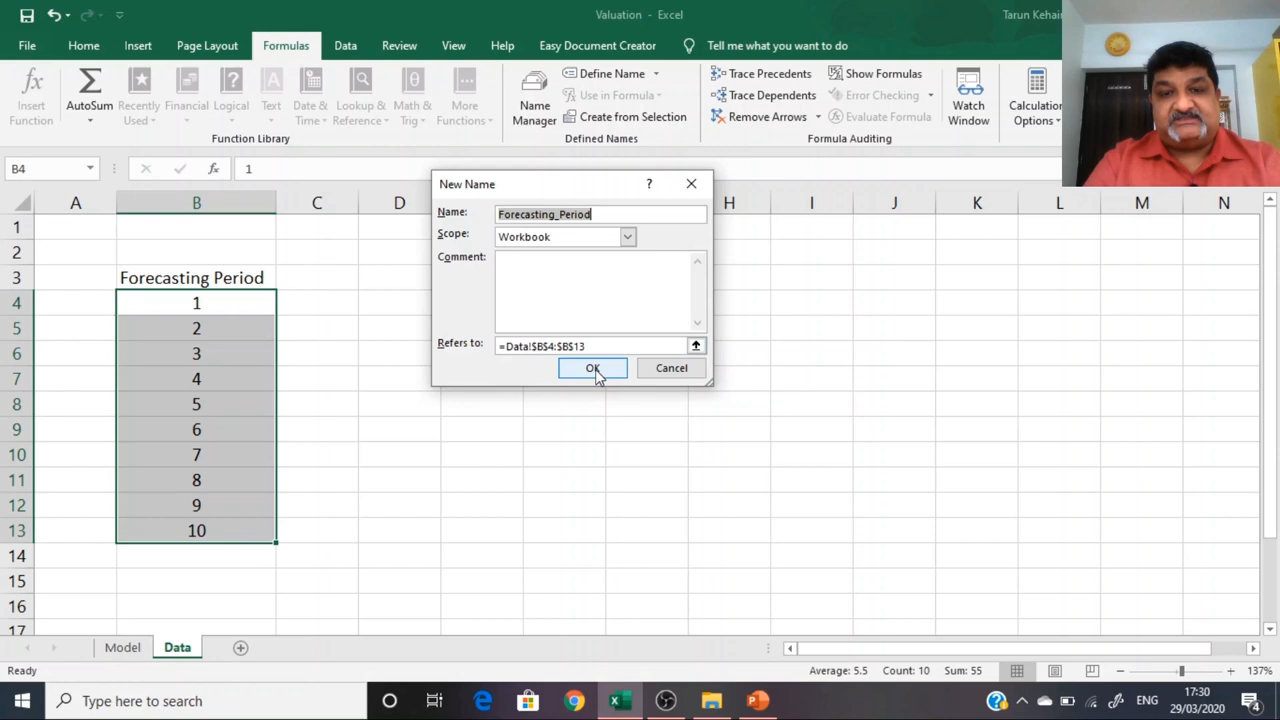 Valuation - Excel
Tarun Kehair
File Home Insert Page Layout Formulas Data Review View Help Easy Document Creator Tell me what you want to do
Insert Function
AutoSum
Recently Used
Financial
Logical
Text
Date & Time
Lookup & Reference
Math & Trig
More Functions
Function Library
Name Manager
Define Name
Use in Formula
Create from Selection
Defined Names
Trace Precedents
Trace Dependents
Remove Arrows
Show Formulas
Error Checking
Evaluate Formula
Formula Auditing
Watch Window
Calculation Options
B4 fx 1
A B C D H I J K L M N
New Name ?
Name: Forecasting_Period
Scope: Workbook
Comment:
Refers to: =Data!$B$4:$B$13
OK Cancel
1
2
3 Forecasting Period
4 1
5 2
6 3
7 4
8 5
9 6
10 7
11 8
12 9
13 10
14
15
16
17
Model Data
Ready Average: 5.5 Count: 10 Sum: 55 137%
Type here to search
ENG
17:30
29/03/2020
4